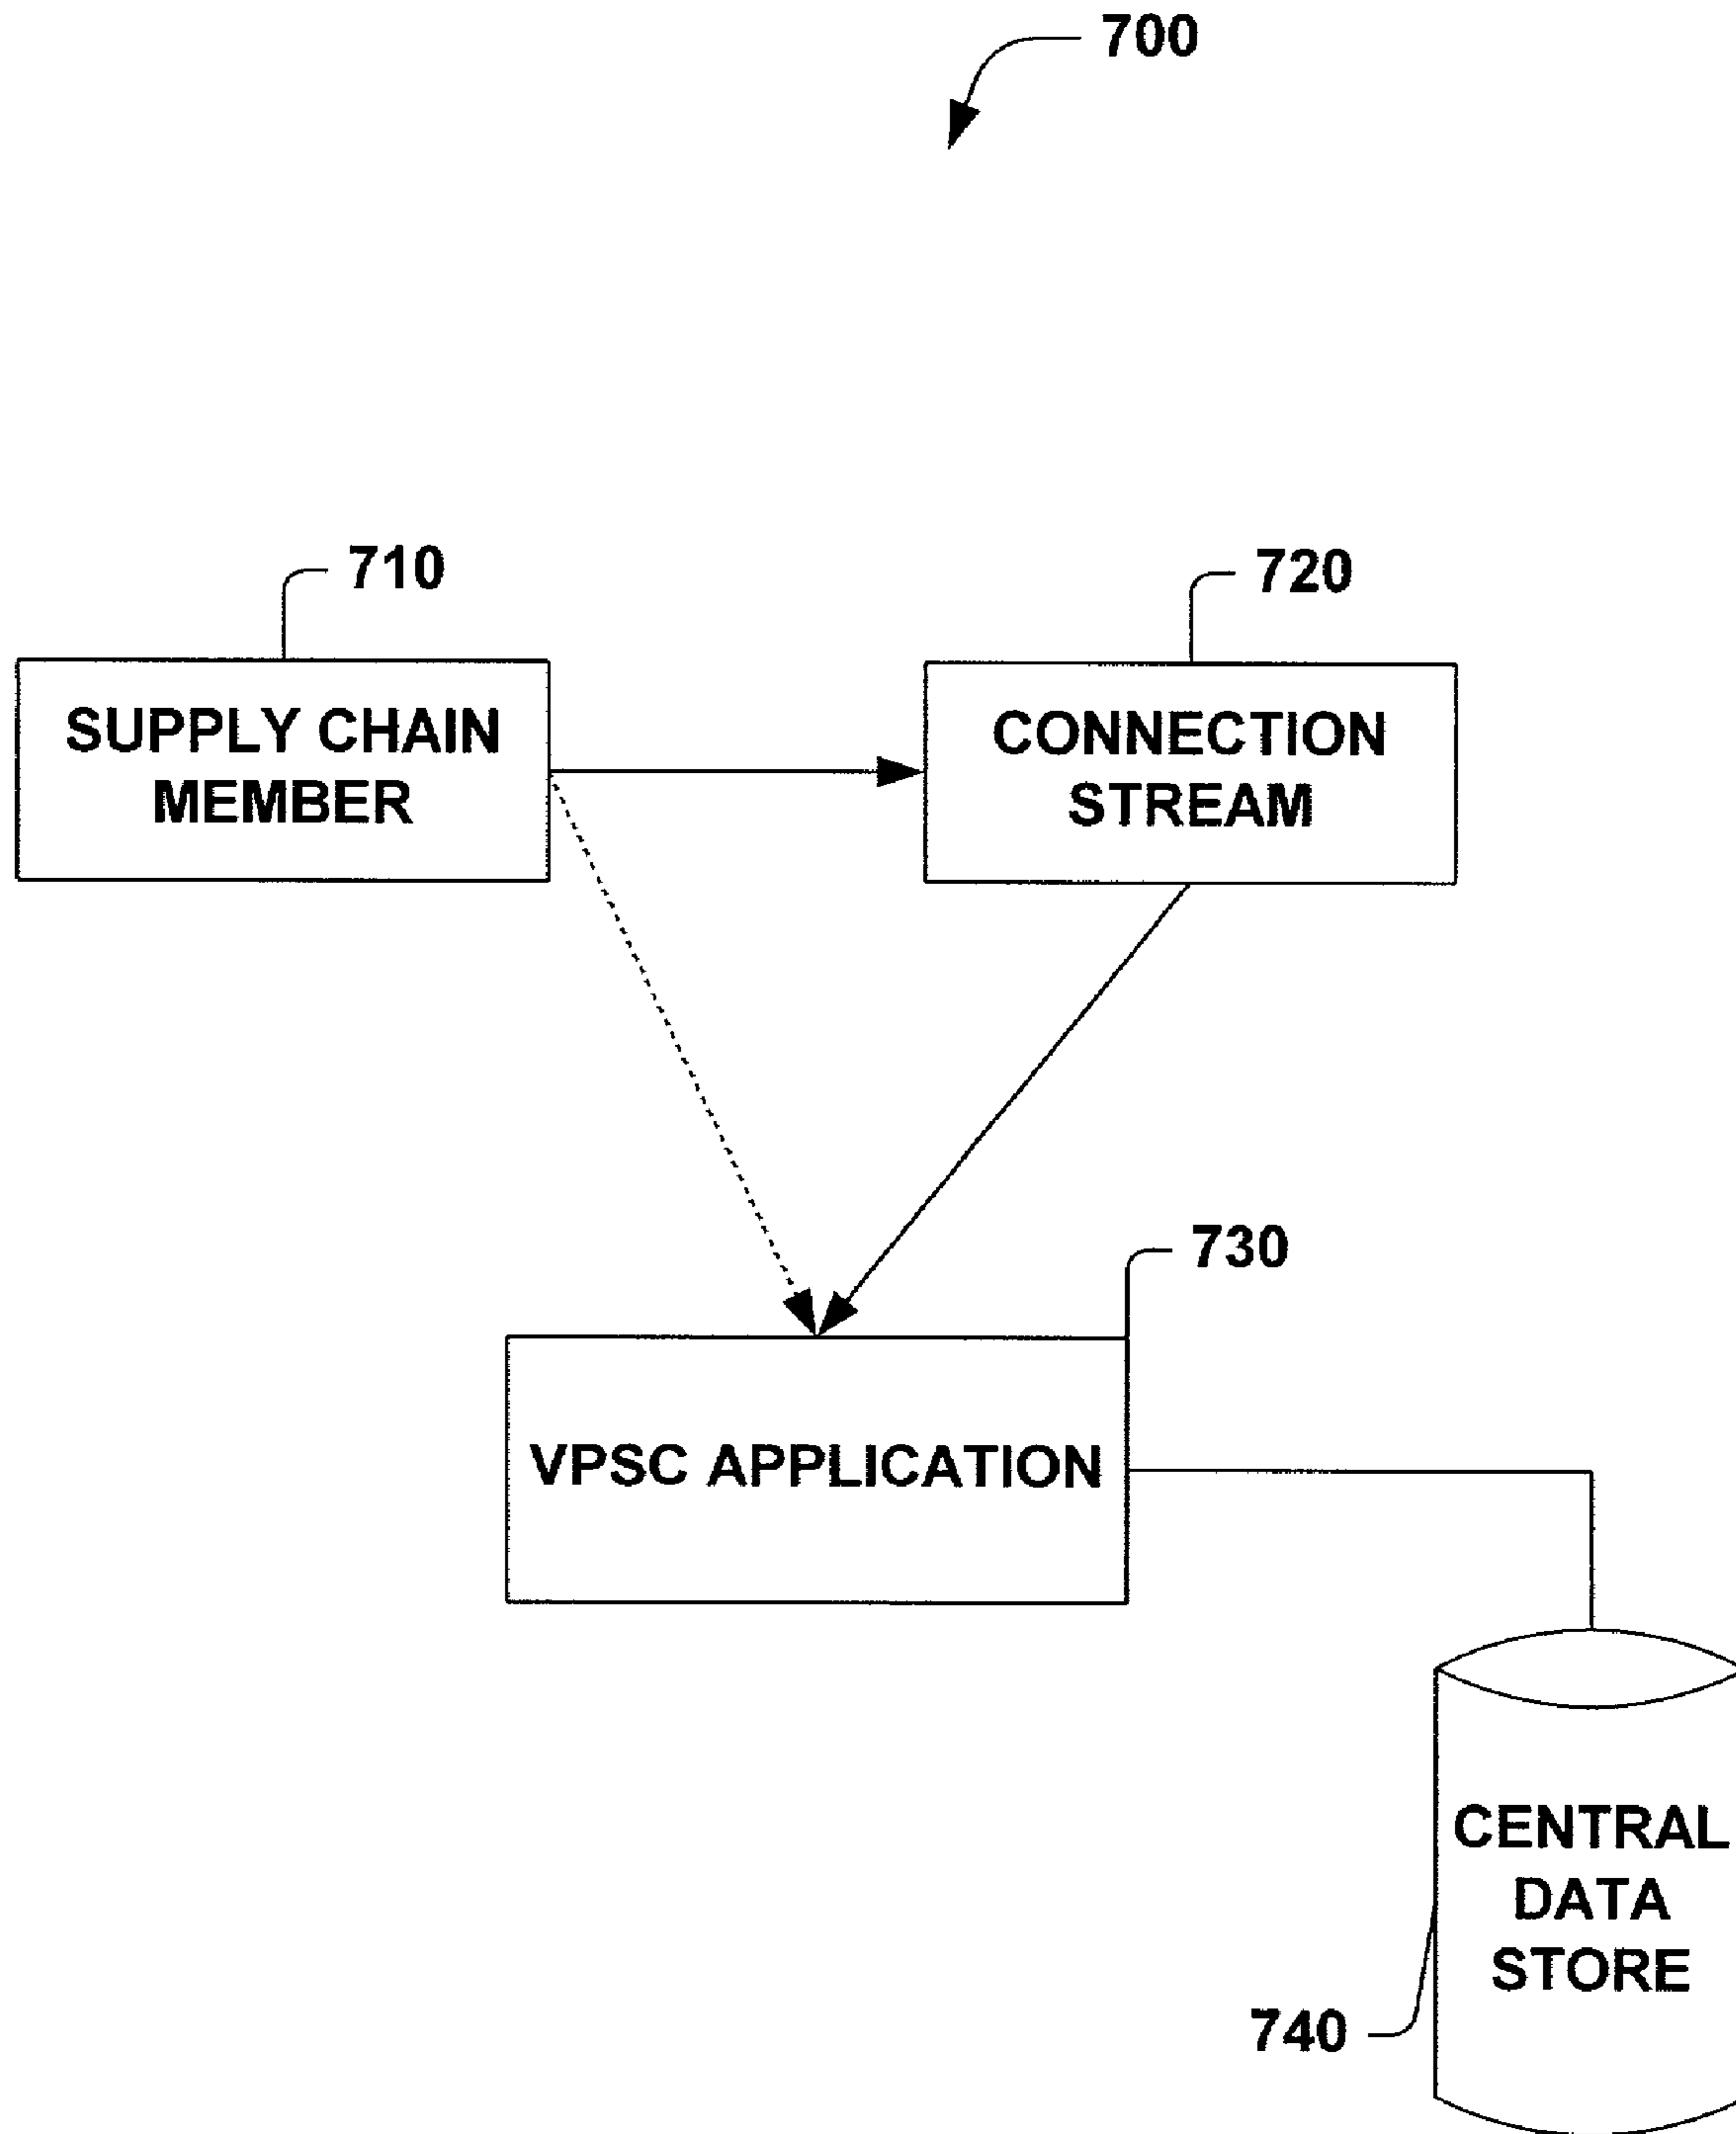 700
710
720
SUPPLY CHAIN
MEMBER
CONNECTION
STREAM
730
VPSC APPLICATION
CENTRAL
DATA
STORE
740